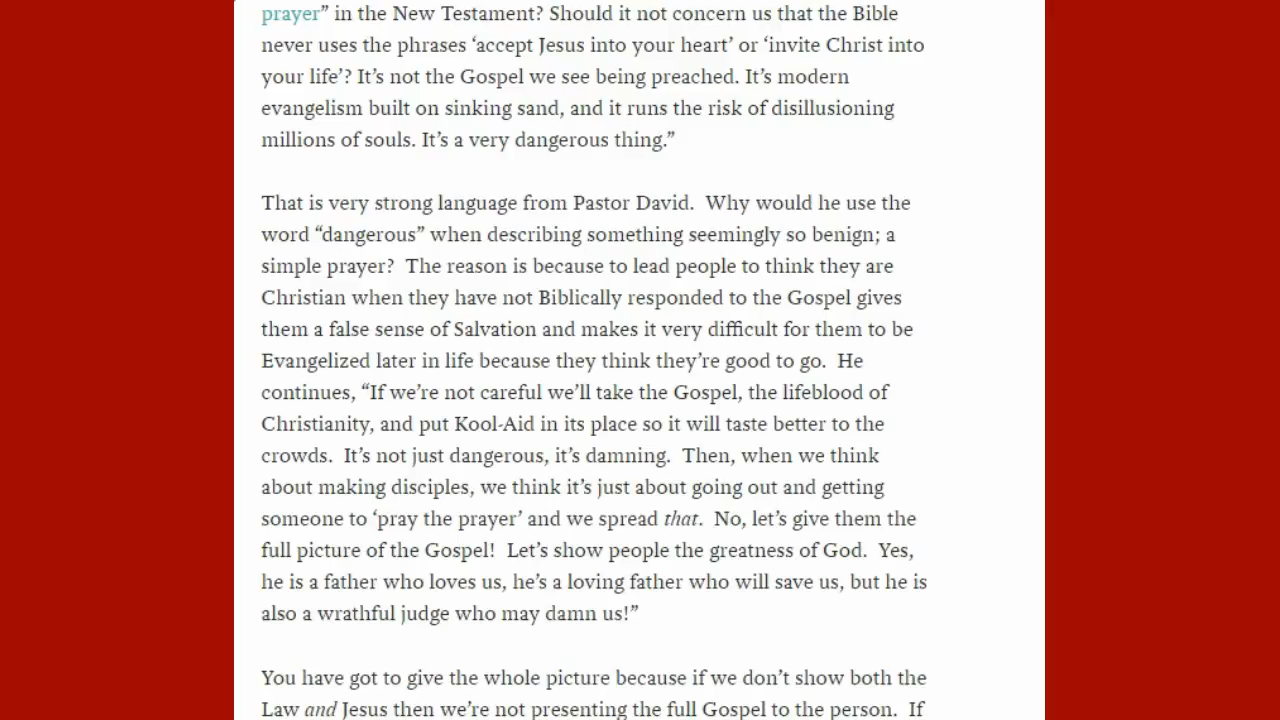 prayer” in the New Testament? Should it not concern us that the Bible
never uses the phrases ‘accept Jesus into your heart’ or ‘invite Christ into
your life’? It’s not the Gospel we see being preached. It’s modern
evangelism built on sinking sand, and it runs the risk of disillusioning
millions of souls. It’s a very dangerous thing.”
That is very strong language from Pastor David.  Why would he use the
word “dangerous” when describing something seemingly so benign; a
simple prayer?  The reason is because to lead people to think they are
Christian when they have not Biblically responded to the Gospel gives
them a false sense of Salvation and makes it very difficult for them to be
Evangelized later in life because they think they’re good to go.  He
continues, “If we’re not careful we’ll take the Gospel, the lifeblood of
Christianity, and put Kool-Aid in its place so it will taste better to the
crowds.  It’s not just dangerous, it’s damning.  Then, when we think
about making disciples, we think it’s just about going out and getting
someone to ‘pray the prayer’ and we spread that.  No, let’s give them the
full picture of the Gospel!  Let’s show people the greatness of God.  Yes,
he is a father who loves us, he’s a loving father who will save us, but he is
also a wrathful judge who may damn us!”
You have got to give the whole picture because if we don’t show both the
Law and Jesus then we’re not presenting the full Gospel to the person.  If